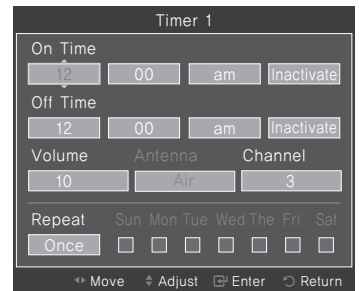 Timer 1
On Time
12 00 am Inactivate
Off Time
12 00 am Inactivate
Volume Antenna Channel
10 Air 3
Repeat Sun Mon Tue Wed The Fri Sat
Once
Move Adjust Enter Return